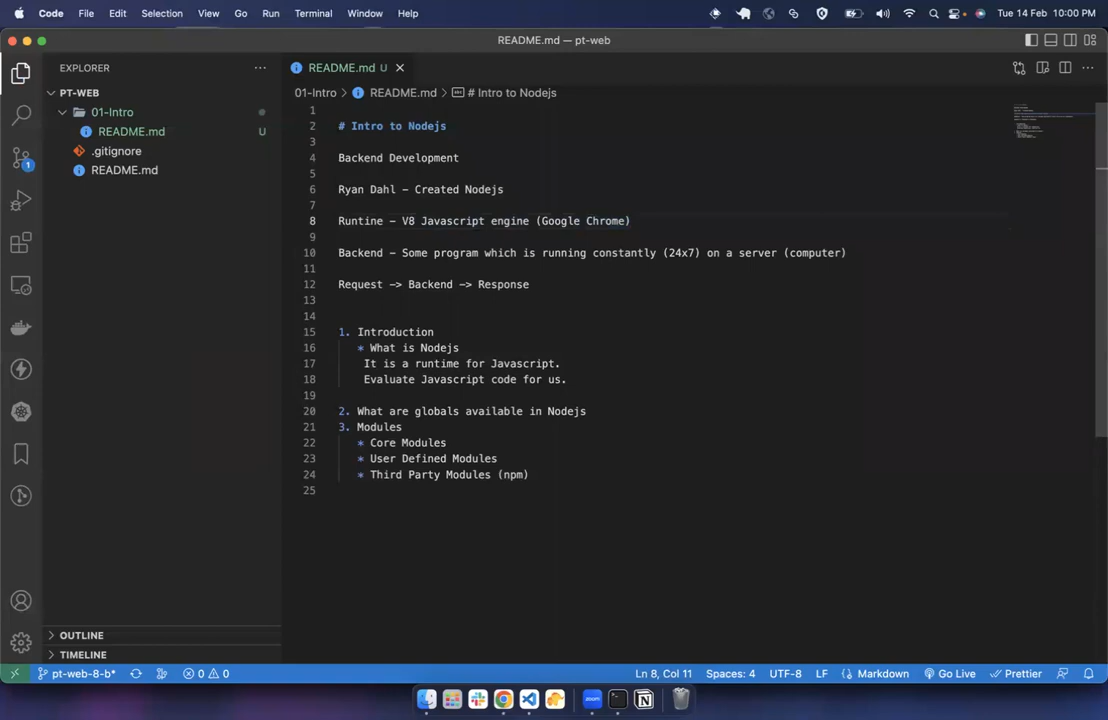 Code File Edit Selection View Go Run Terminal Window Help Tue 14 Feb 10:00 PM
README.md — pt-web
EXPLORER
README.md U
PT-WEB
01-Intro > README.md > # Intro to Nodejs
01-Intro
README.md U
.gitignore
README.md
1
2 # Intro to Nodejs
3
4 Backend Development
5
6 Ryan Dahl - Created Nodejs
7
8 Runtime - V8 Javascript engine (Google Chrome)
9
10 Backend - Some program which is running constantly (24x7) on a server (computer)
11
12 Request -> Backend -> Response
13
14
15 1. Introduction
16 * What is Nodejs
17 It is a runtime for Javascript.
18 Evaluate Javascript code for us.
19
20 2. What are globals available in Nodejs
21 3. Modules
22 * Core Modules
23 * User Defined Modules
24 * Third Party Modules (npm)
25
1
OUTLINE
TIMELINE
pt-web-8-b* 0 0 Ln 8, Col 11 Spaces: 4 UTF-8 LF {} Markdown Go Live Prettier
zoom